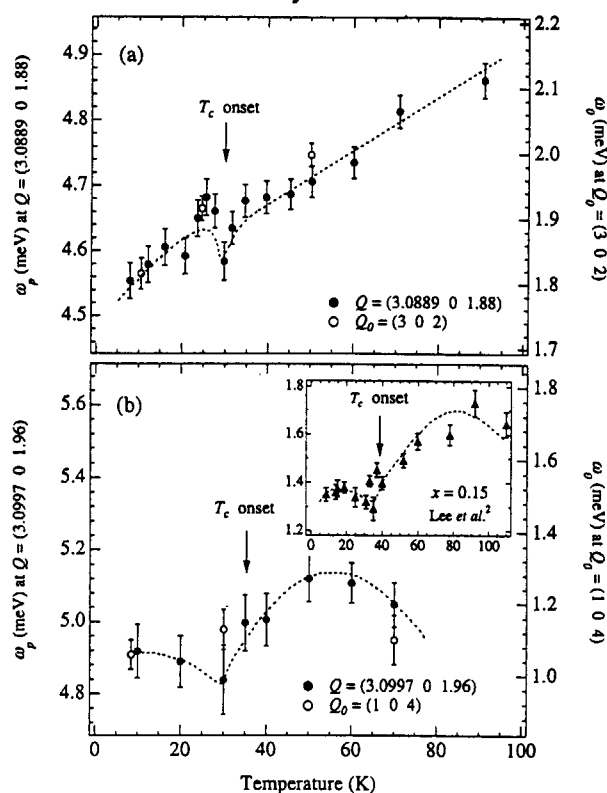 (a)
T_c onset
4.9
4.8
4.7
4.6
4.5
ω_p (meV) at Q = (3.0889 0 1.88)
2.2
2.1
2.0
1.9
1.8
1.7
ω_0 (meV) at Q_0 = (3 0 2)
● Q = (3.0889 0 1.88)
○ Q_0 = (3 0 2)
(b)
T_c onset
5.6
5.4
5.2
5.0
4.8
ω_p (meV) at Q = (3.0997 0 1.96)
1.8
1.6
1.4
1.2
1.0
ω_0 (meV) at Q_0 = (1 0 4)
1.8
1.6
1.4
1.2
T_c onset
x = 0.15
Lee et al.²
0 20 40 60 80 100
● Q = (3.0997 0 1.96)
○ Q_0 = (1 0 4)
0 20 40 60 80 100
Temperature (K)